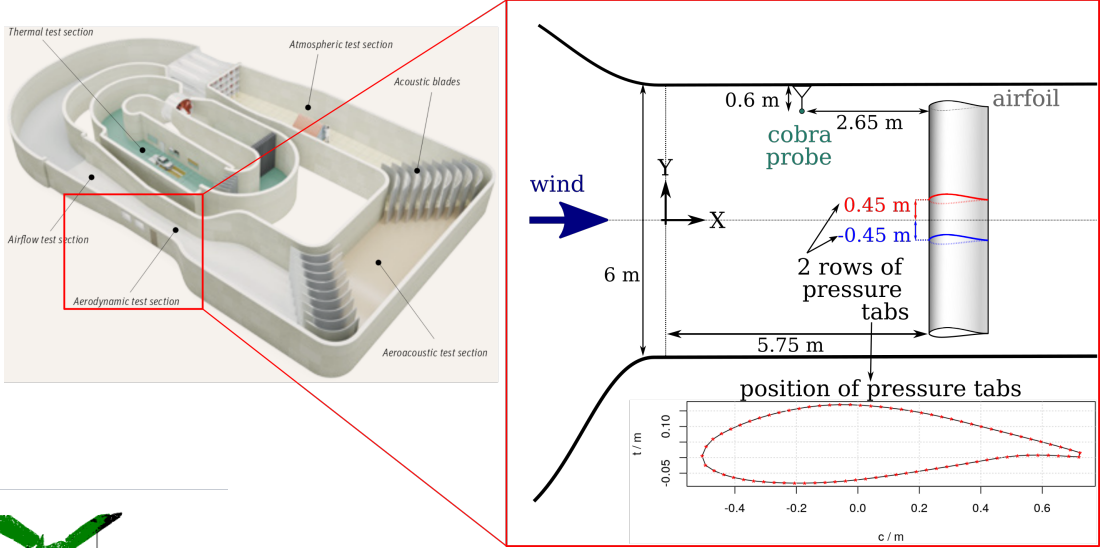 Thermal test section
Atmospheric test section
Acoustic blades
Airflow test section
Aerodynamic test section
Aeroacoustic test section
0.6 m
2.65 m
airfoil
cobra
probe
wind
Y
X
0.45 m
-0.45 m
6 m
2 rows of
pressure
tabs
5.75 m
position of pressure tabs
t / m
0.10
-0.05
-0.4 -0.2 0.0 0.2 0.4 0.6
c / m